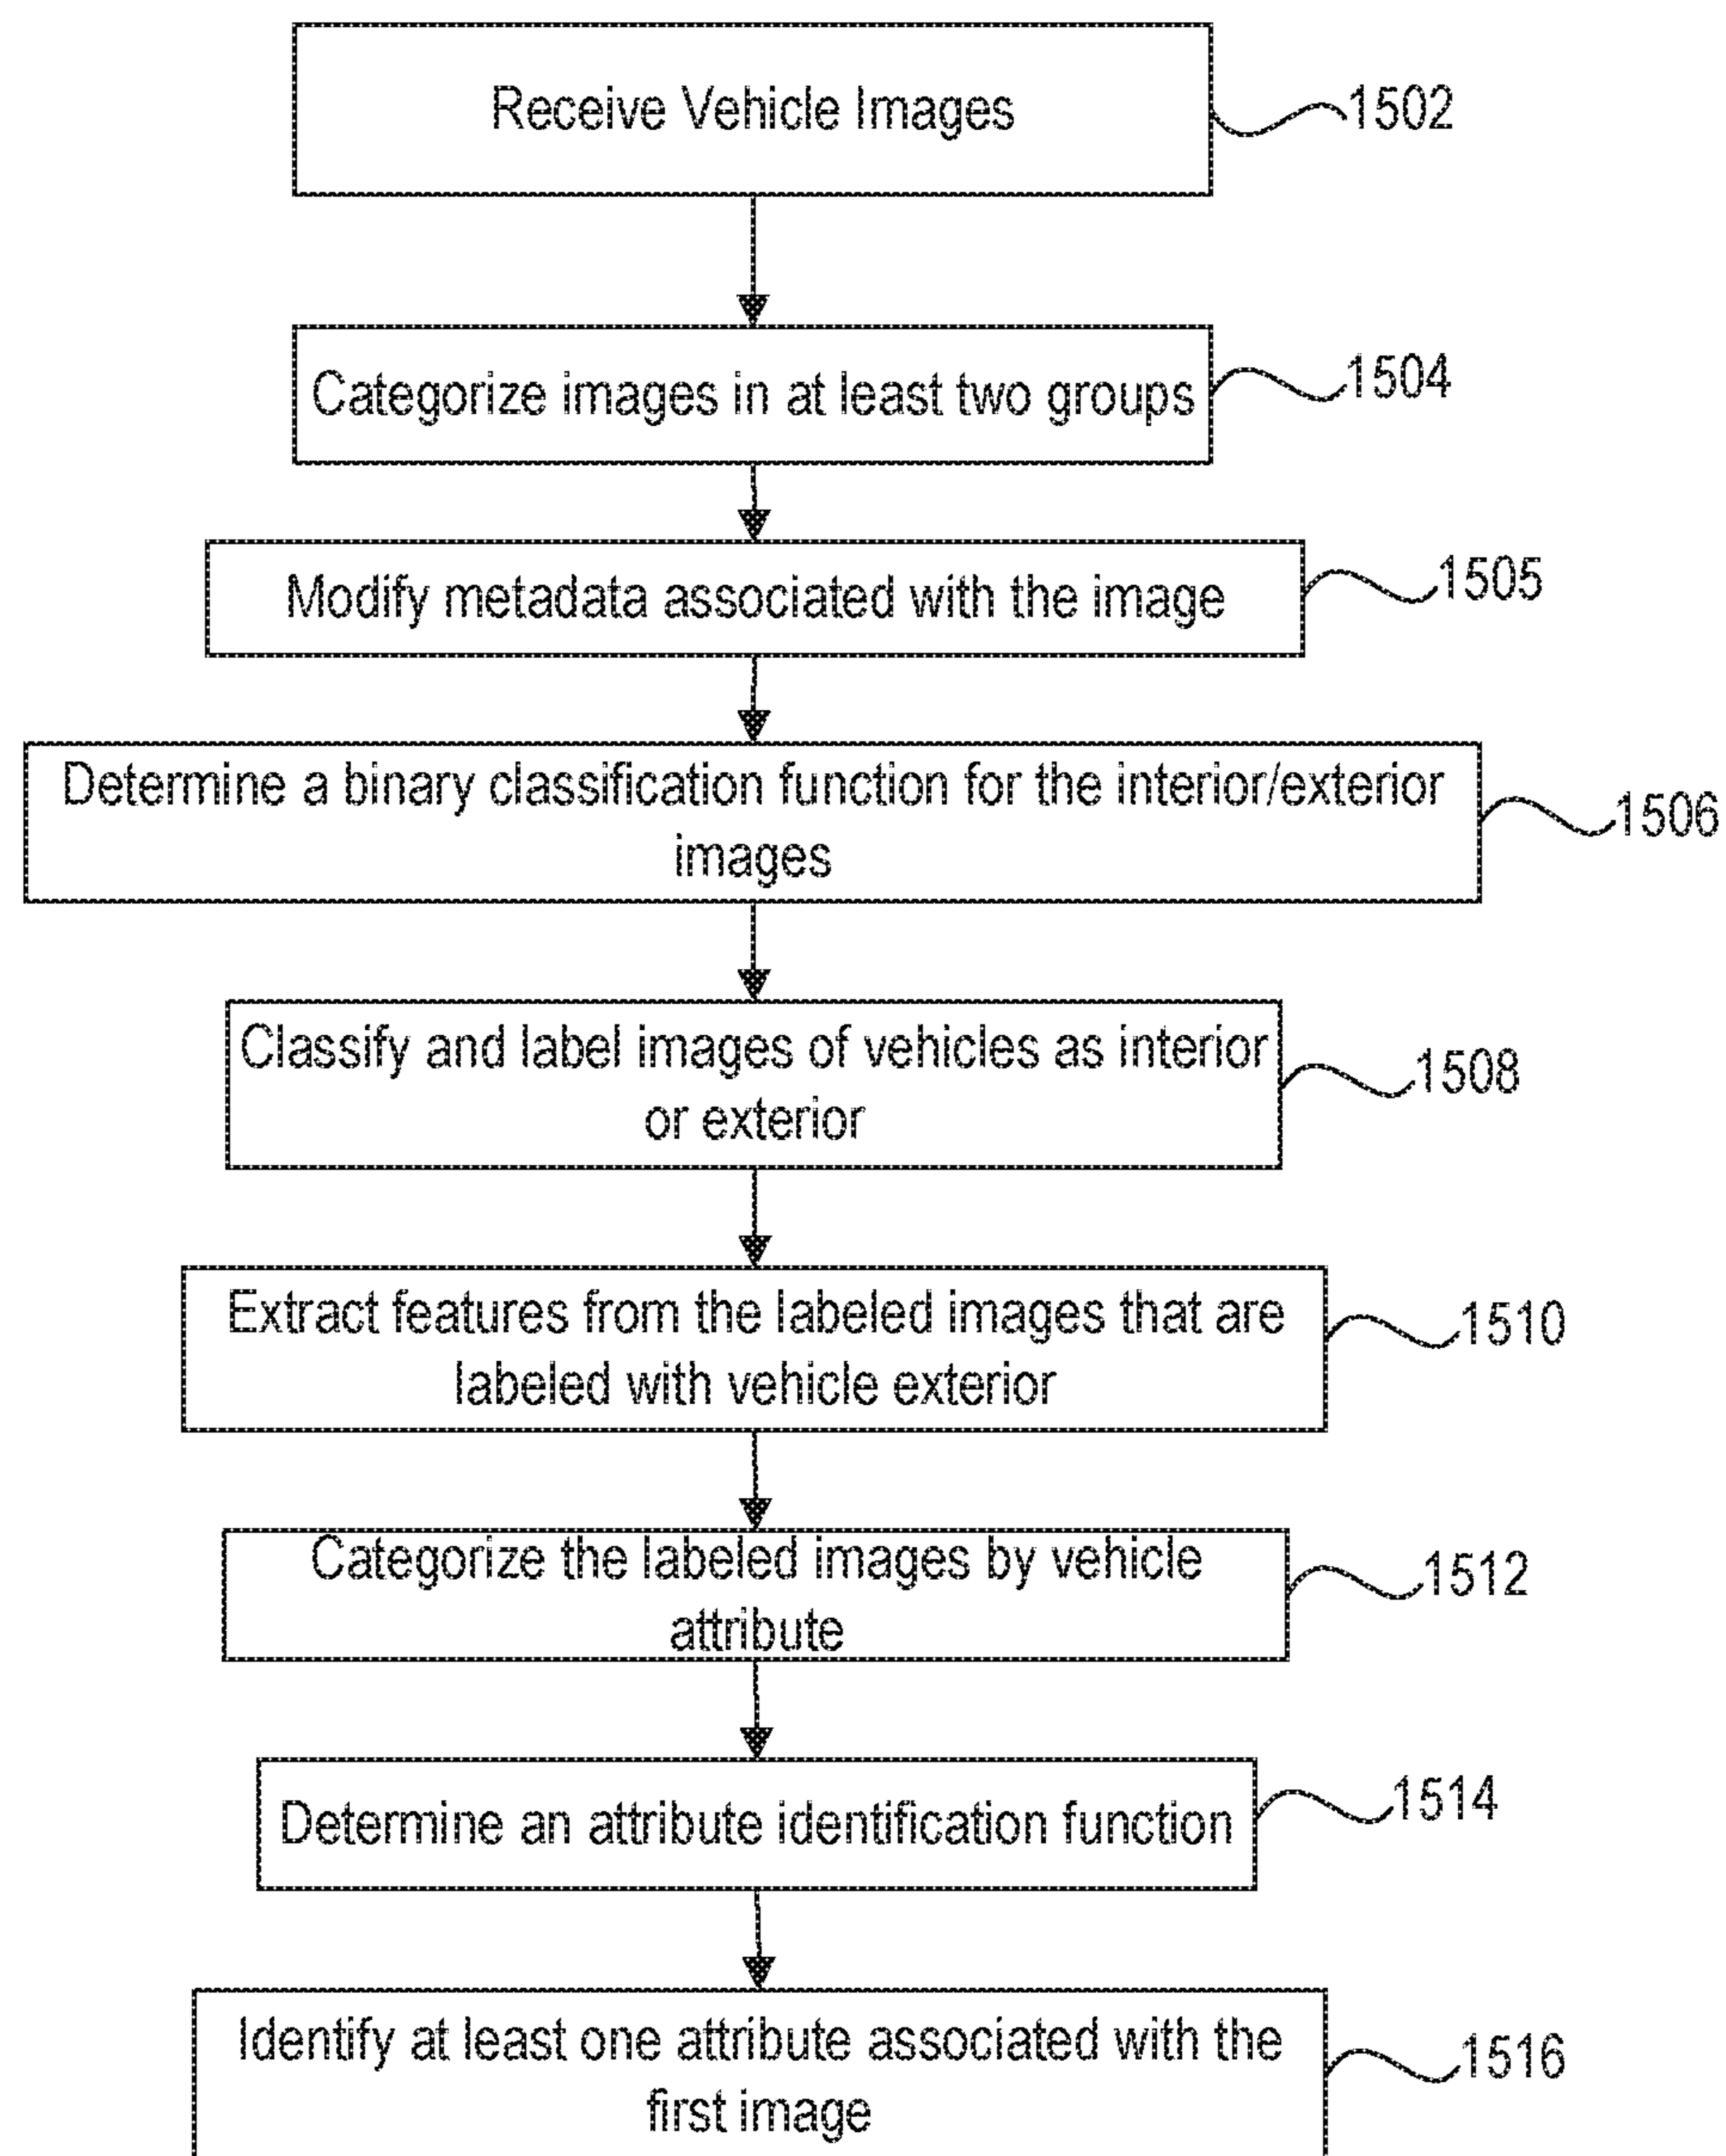 Receive Vehicle Images
1502
Categorize images in at least two groups
1504
Modify metadata associated with the image
1505
Determine a binary classification function for the interior/exterior
images
1506
Classify and label images of vehicles as interior
or exterior
1508
Extract features from the labeled images that are
labeled with vehicle exterior
1510
Categorize the labeled images by vehicle
attribute
1512
Determine an attribute identification function
1514
Identify at least one attribute associated with the
first image
1516